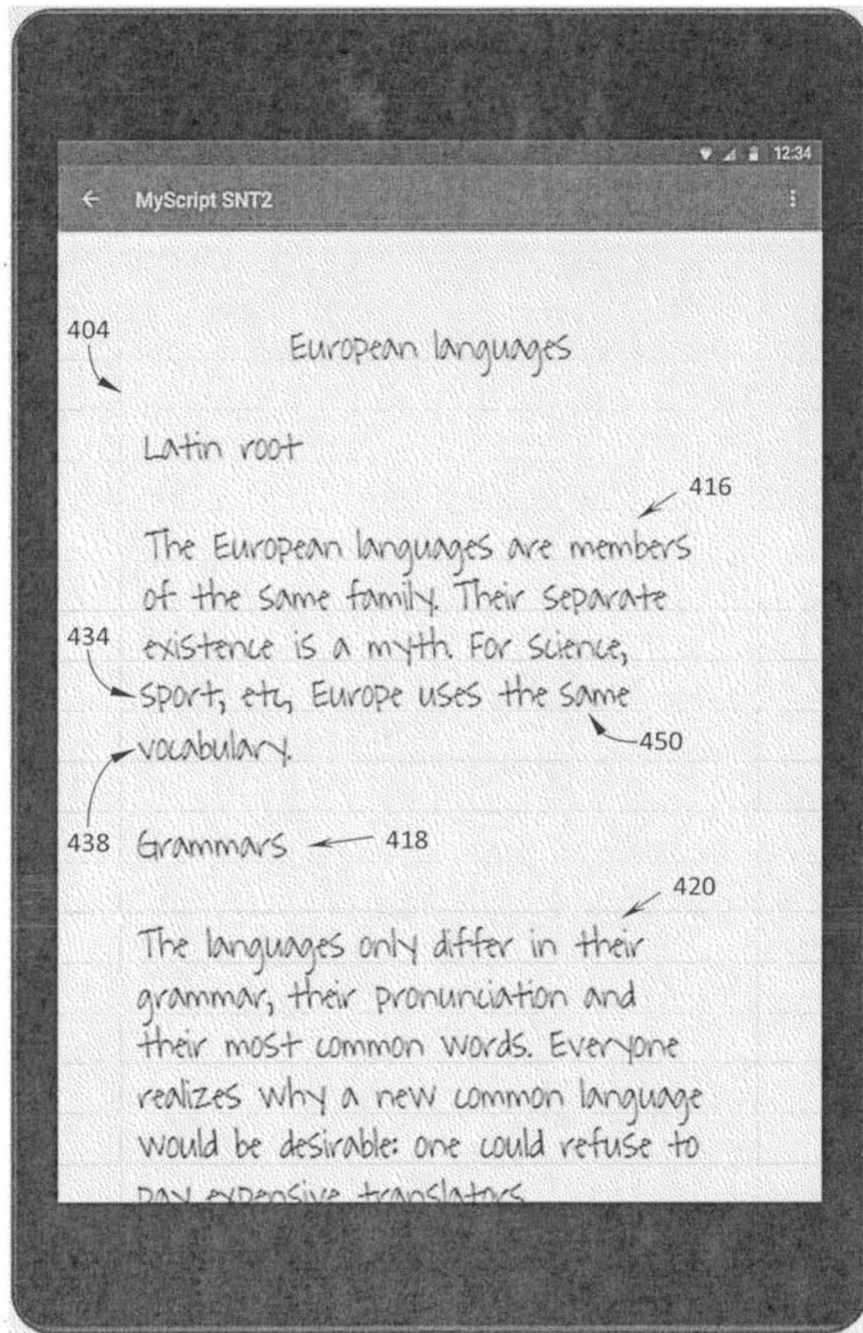 12:34
← MyScript SNT2
404
European languages
Latin root
416
The European languages are members
of the same family. Their separate
existence is a myth. For science,
434
sport, etc, Europe uses the same
450
vocabulary.
438
Grammars
418
420
The languages only differ in their
grammar, their pronunciation and
their most common words. Everyone
realizes why a new common language
would be desirable: one could refuse to
pay expensive translators